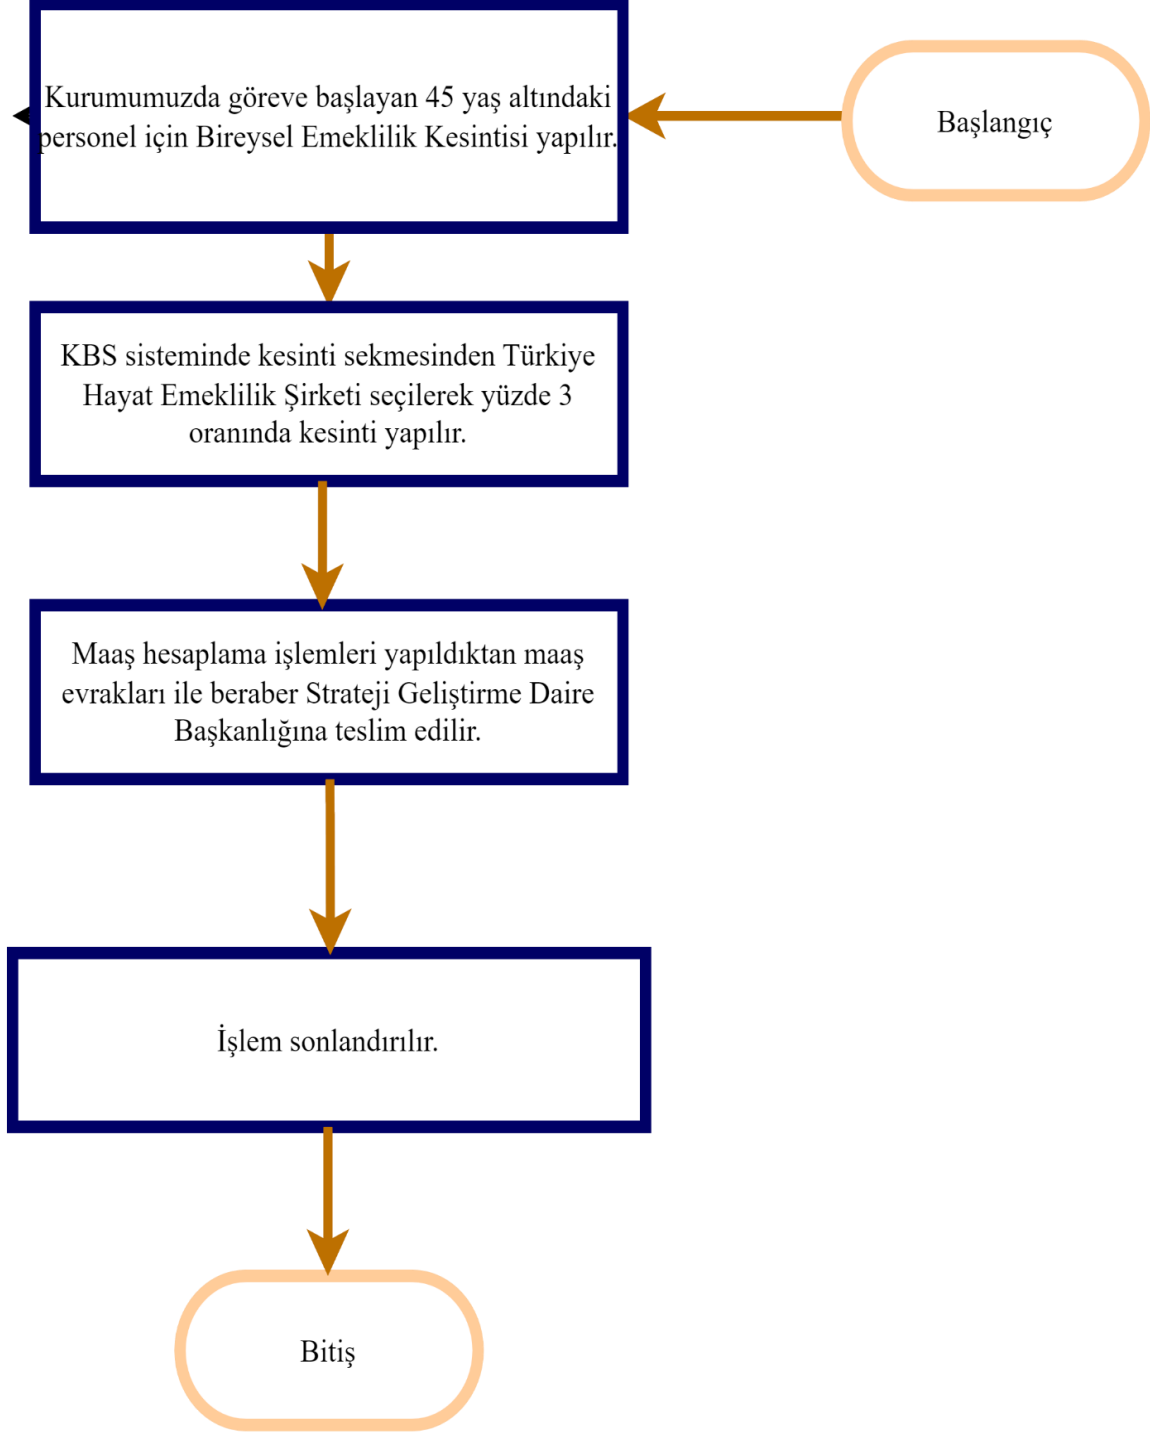 Başlangıç
Kurumumuzda göreve başlayan 45 yaş altındaki
personel için Bireysel Emeklilik Kesintisi yapılır.
KBS sisteminde kesinti sekmesinden Türkiye
Hayat Emeklilik Şirketi seçilerek yüzde 3
oranında kesinti yapılır.
Maaş hesaplama işlemleri yapıldıktan maaş
evrakları ile beraber Strateji Geliştirme Daire
Başkanlığına teslim edilir.
İşlem sonlandırılır.
Bitiş